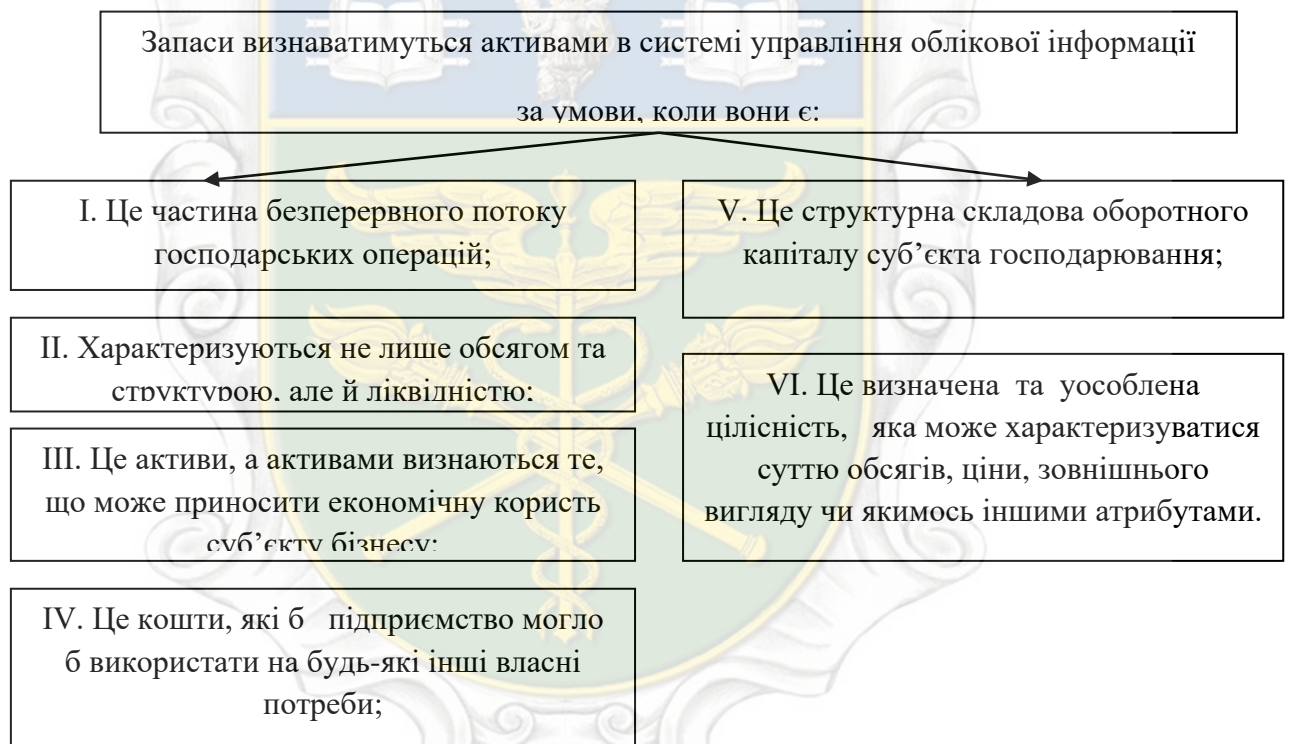 Запаси визнаватимуться активами в системі управління облікової інформації
за умови, коли вони є:
І. Це частина безперервного потоку
господарських операцій;
ІІ. Характеризуються не лише обсягом та
структурою, але й ліквідністю;
ІІІ. Це активи, а активами визнаються те,
що може приносити економічну користь
суб’єкту бізнесу;
IV. Це кошти, які б підприємство могло
б використати на будь-які інші власні
потреби;
V. Це структурна складова оборотного
капіталу суб’єкта господарювання;
VI. Це визначена та уособлена
цілісність, яка може характеризуватися
суттю обсягів, ціни, зовнішнього
вигляду чи якимось іншими атрибутами.